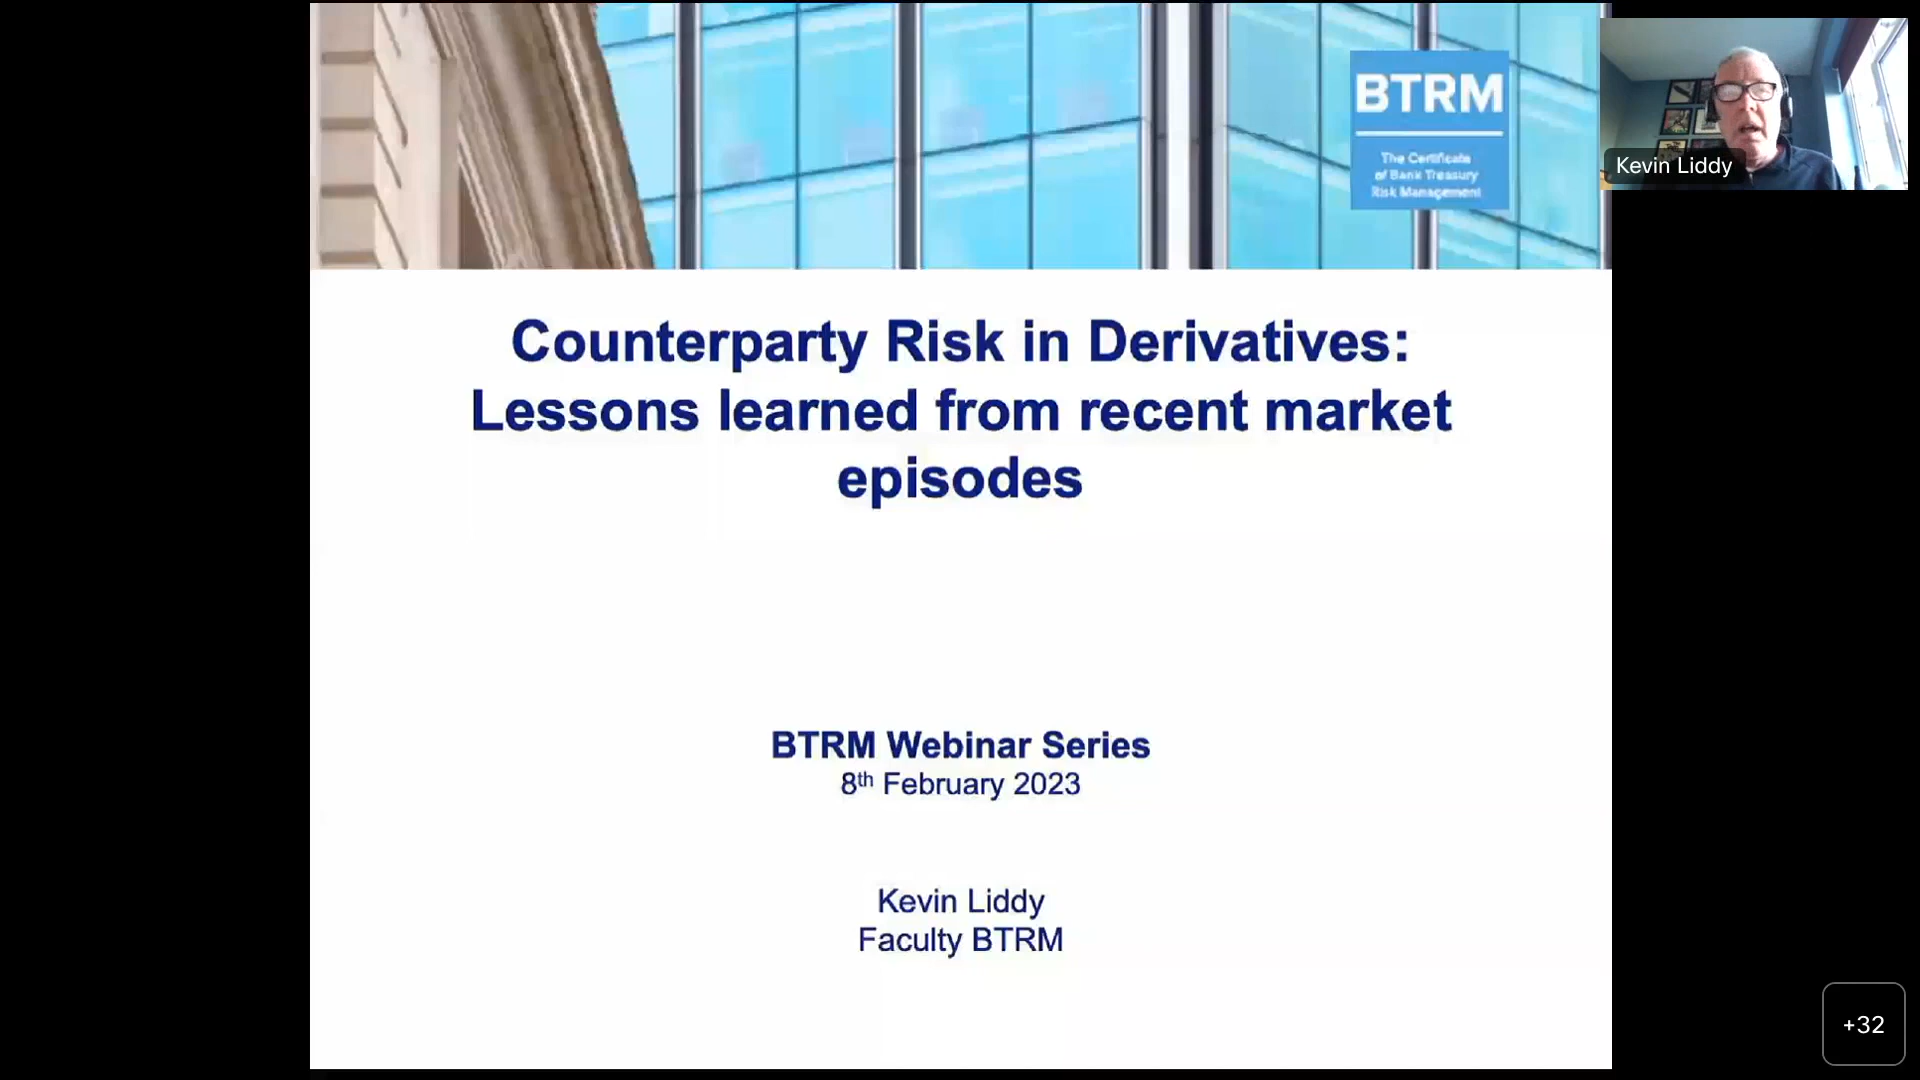 BTRM
The Certificate
of Bank Treasury
Risk Management
Kevin Liddy
Counterparty Risk in Derivatives:
Lessons learned from recent market
episodes
BTRM Webinar Series
8th February 2023
Kevin Liddy
Faculty BTRM
+32